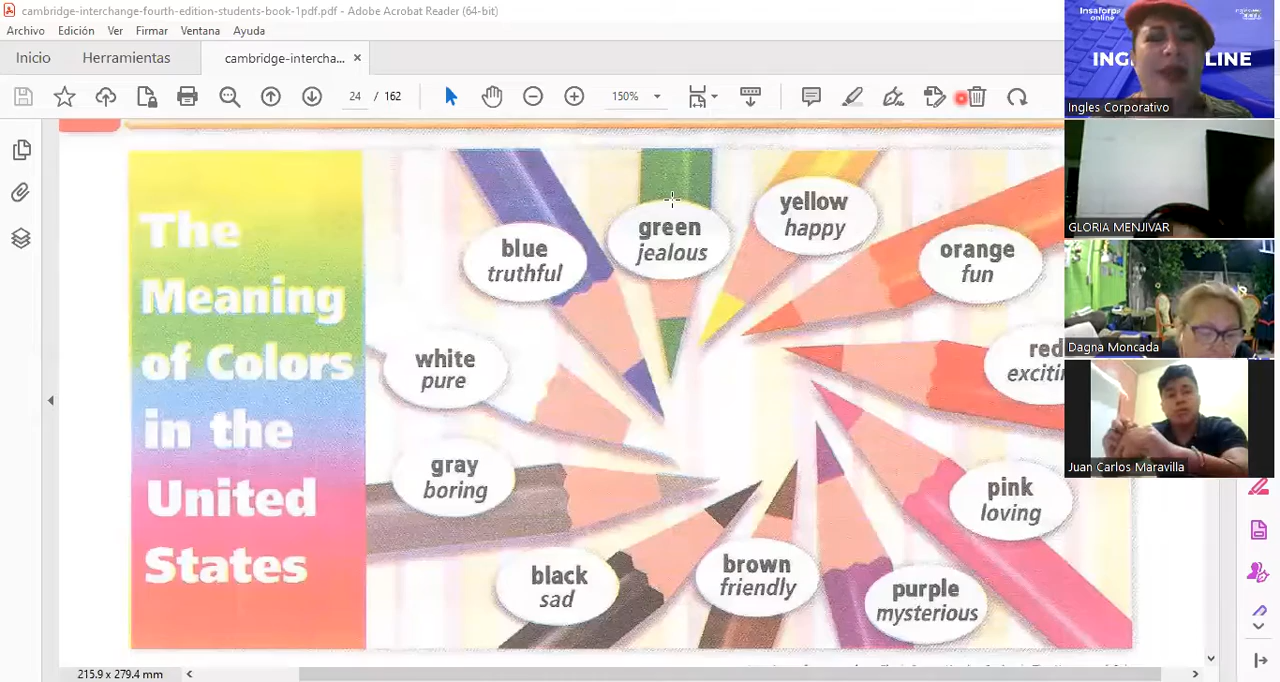 cambridge-interchange-fourth-edition-students-book-1pdf.pdf - Adobe Acrobat Reader (64-bit)
Archivo Edición Ver Firmar Ventana Ayuda
Inicio Herramientas cambridge-intercha... ×
24 / 162 150%
The
Meaning
of Colors
in the
United
States
blue
truthful
green
jealous
yellow
happy
orange
fun
white
pure
red
gray
boring
pink
loving
black
sad
brown
friendly
purple
mysterious
215.9 x 279.4 mm
online
LINE
Ingles Corporativo
GLORIA MENJIVAR
Dagna Moncada
Juan Carlos Maravilla